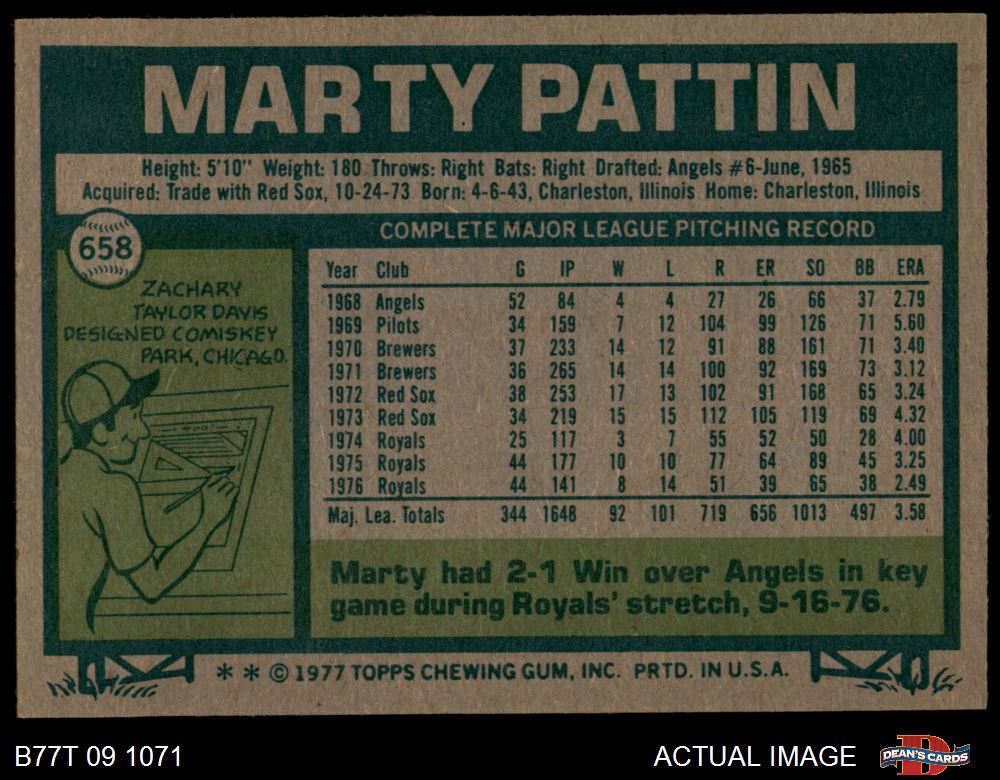 MARTY PATTIN
Height: 5'10" Weight: 180 Throws: Right Bats: Right Drafted: Angels #6-June, 1965
Acquired: Trade with Red Sox, 10-24-73 Born: 4-6-43, Charleston, Illinois Home: Charleston, Illinois
658
ZACHARY
TAYLOR DAVIS
DESIGNED COMISKEY
PARK, CHICAGO.
COMPLETE MAJOR LEAGUE PITCHING RECORD
Year Club G IP W L R ER SO BB ERA
1968 Angels 52 84 4 4 27 26 66 37 2.79
1969 Pilots 34 159 7 12 104 99 126 71 5.60
1970 Brewers 37 233 14 12 91 88 161 71 3.40
1971 Brewers 36 265 14 14 100 92 169 73 3.12
1972 Red Sox 38 253 17 13 102 91 168 65 3.24
1973 Red Sox 34 219 15 15 112 105 119 69 4.32
1974 Royals 25 117 3 7 55 52 50 28 4.00
1975 Royals 44 177 10 10 77 64 89 45 3.25
1976 Royals 44 141 8 14 51 39 65 38 2.49
Maj. Lea. Totals 344 1648 92 101 719 656 1013 497 3.58
Marty had 2-1 Win over Angels in key
game during Royals' stretch, 9-16-76.
* * © 1977 TOPPS CHEWING GUM, INC. PRTD. IN U.S.A.
B77T 09 1071
ACTUAL IMAGE
D
DEAN'S CARDS